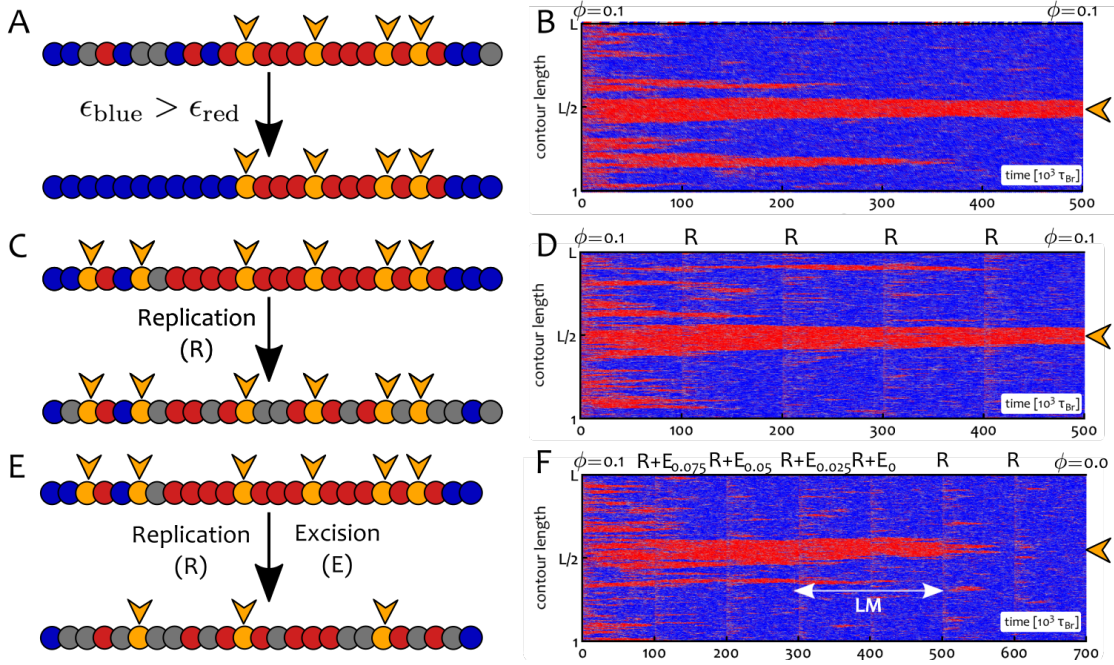 A
ϵblue > ϵred
B
ϕ=0.1 ϕ=0.1
contour length
L
L/2
1
time [10³ τBr]
0 100 200 300 400 500
C
Replication
(R)
D
ϕ=0.1 R R R R ϕ=0.1
contour length
L
L/2
1
time [10³ τBr]
0 100 200 300 400 500
E
Replication Excision
(R) (E)
F
ϕ=0.1 R+E0.075 R+E0.05 R+E0.025 R+E0 R R ϕ=0.0
contour length
L
L/2
LM
1
time [10³ τBr]
0 100 200 300 400 500 600 700